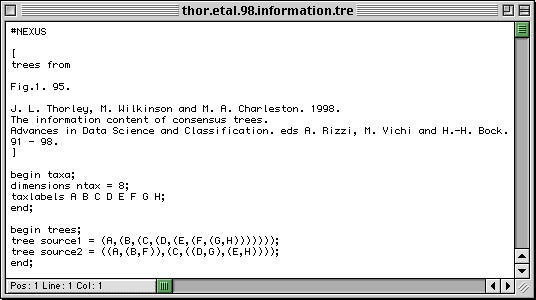 thor.etal.98.information.tre
#NEXUS
[
trees from
Fig.1. 95.
J. L. Thorley, M. Wilkinson and M. A. Charleston. 1998.
The information content of consensus trees.
Advances in Data Science and Classification. eds A. Rizzi, M. Vichi and H.-H. Bock.
91 - 98.
]
begin taxa;
dimensions ntax = 8;
taxlabels A B C D E F G H;
end;
begin trees;
tree source1 = (A,(B,(C,(D,(E,(F,(G,H)))))));
tree source2 = ((A,(B,F)),(C,((D,G),(E,H))));
end;
Pos: 1 Line: 1 Col: 1